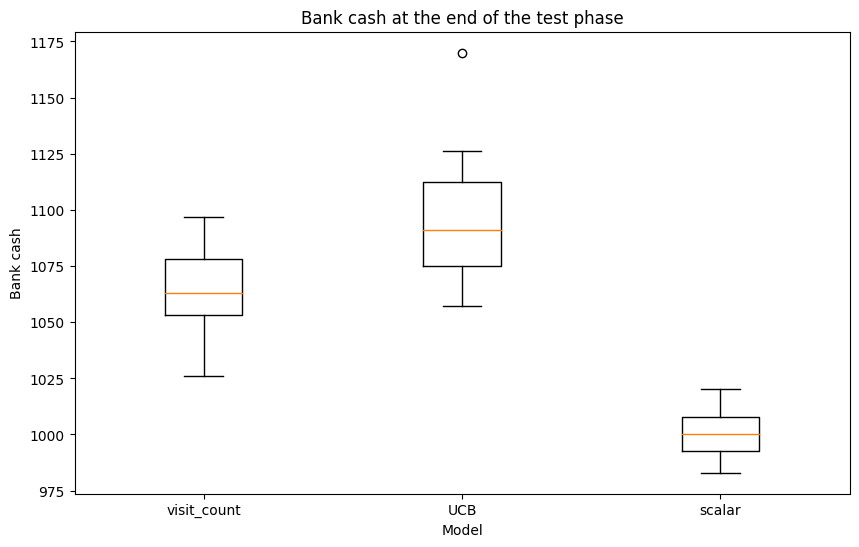 Bank cash at the end of the test phase
1175
1150
1125
1100
1075
1050
1025
1000
975
Bank cash
visit_count
UCB
scalar
Model